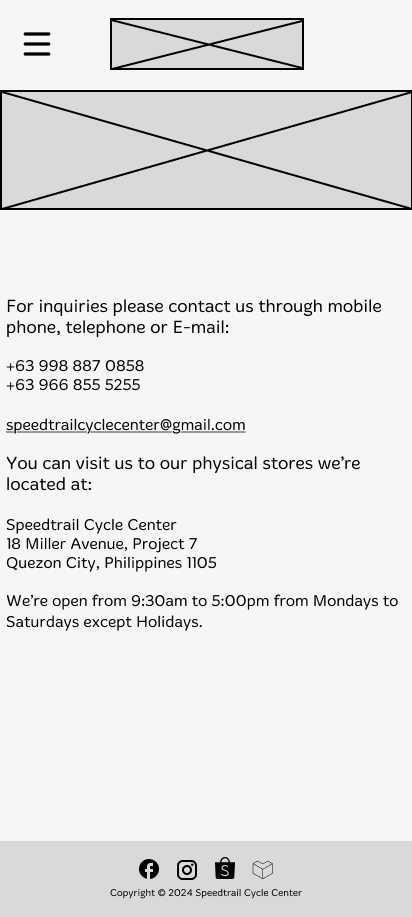 For inquiries please contact us through mobile
phone, telephone or E-mail:
+63 998 887 0858
+63 966 855 5255
speedtrailcyclecenter@gmail.com
You can visit us to our physical stores we’re
located at:
Speedtrail Cycle Center
18 Miller Avenue, Project 7
Quezon City, Philippines 1105
We’re open from 9:30am to 5:00pm from Mondays to
Saturdays except Holidays.
Copyright © 2024 Speedtrail Cycle Center